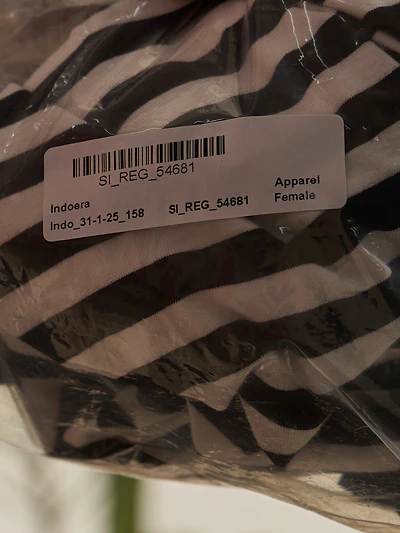 SI_REG_54681
Indoera
Apparel
Indo_31-1-25_158 SI_REG_54681 Female